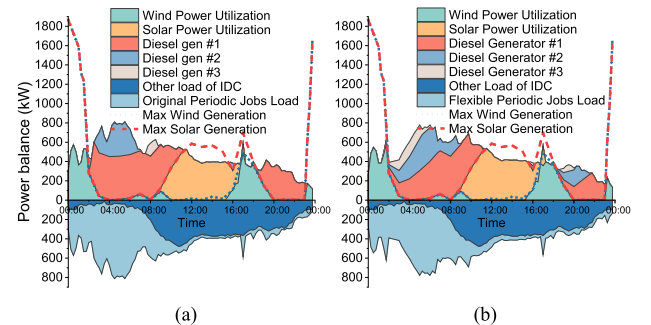 (a)
Wind Power Utilization
Solar Power Utilization
Diesel gen #1
Diesel gen #2
Diesel gen #3
Other load of IDC
Original Periodic Jobs Load
Max Wind Generation
Max Solar Generation
Power balance (kW)
1800
1600
1400
1200
1000
800
600
400
200
0
200
400
600
800
00:00
04:00
08:00
12:00
16:00
20:00
00:00
Time
(a)
(b)
Wind Power Utilization
Solar Power Utilization
Diesel Generator #1
Diesel Generator #2
Diesel Generator #3
Other Load of IDC
Flexible Periodic Jobs Load
Max Wind Generation
Max Solar Generation
1800
1600
1400
1200
1000
800
600
400
200
0
200
400
600
800
00:00
04:00
08:00
12:00
16:00
20:00
00:00
Time
(b)